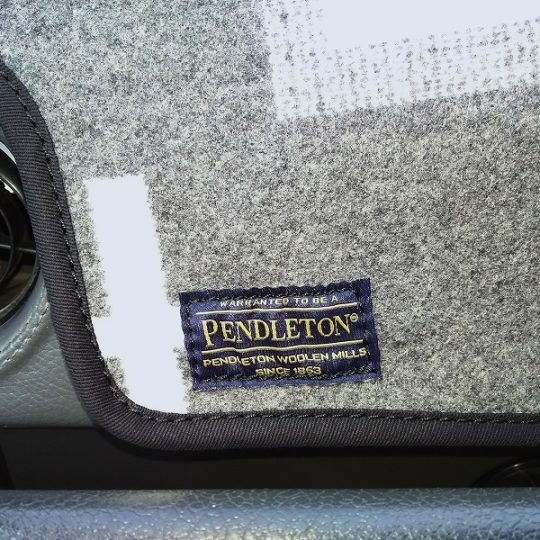 WARRANTED TO BE A
PENDLETON®
PENDLETON WOOLEN MILLS
SINCE 1863